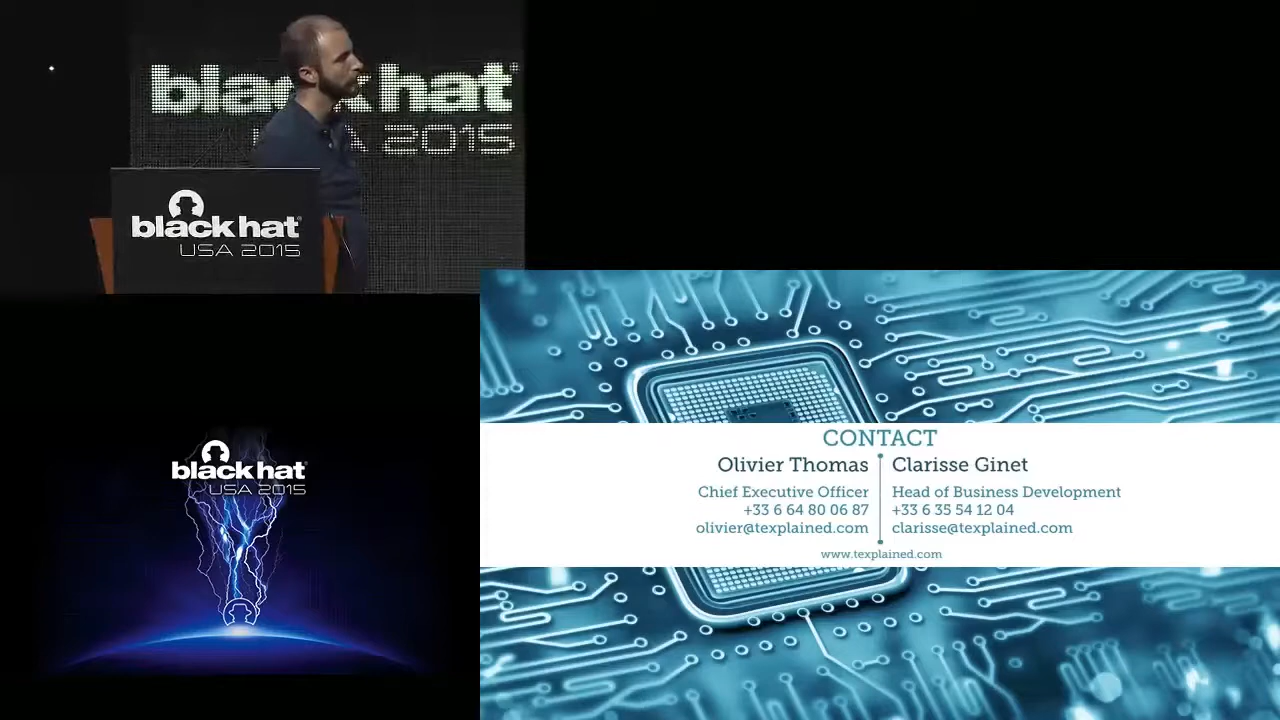 black hat
USA 2015
black hat
USA 2015
black hat
USA 2015
CONTACT
Olivier Thomas
Chief Executive Officer
+33 6 64 80 06 87
olivier@texplained.com
Clarisse Ginet
Head of Business Development
+33 6 35 54 12 04
clarisse@texplained.com
www.texplained.com